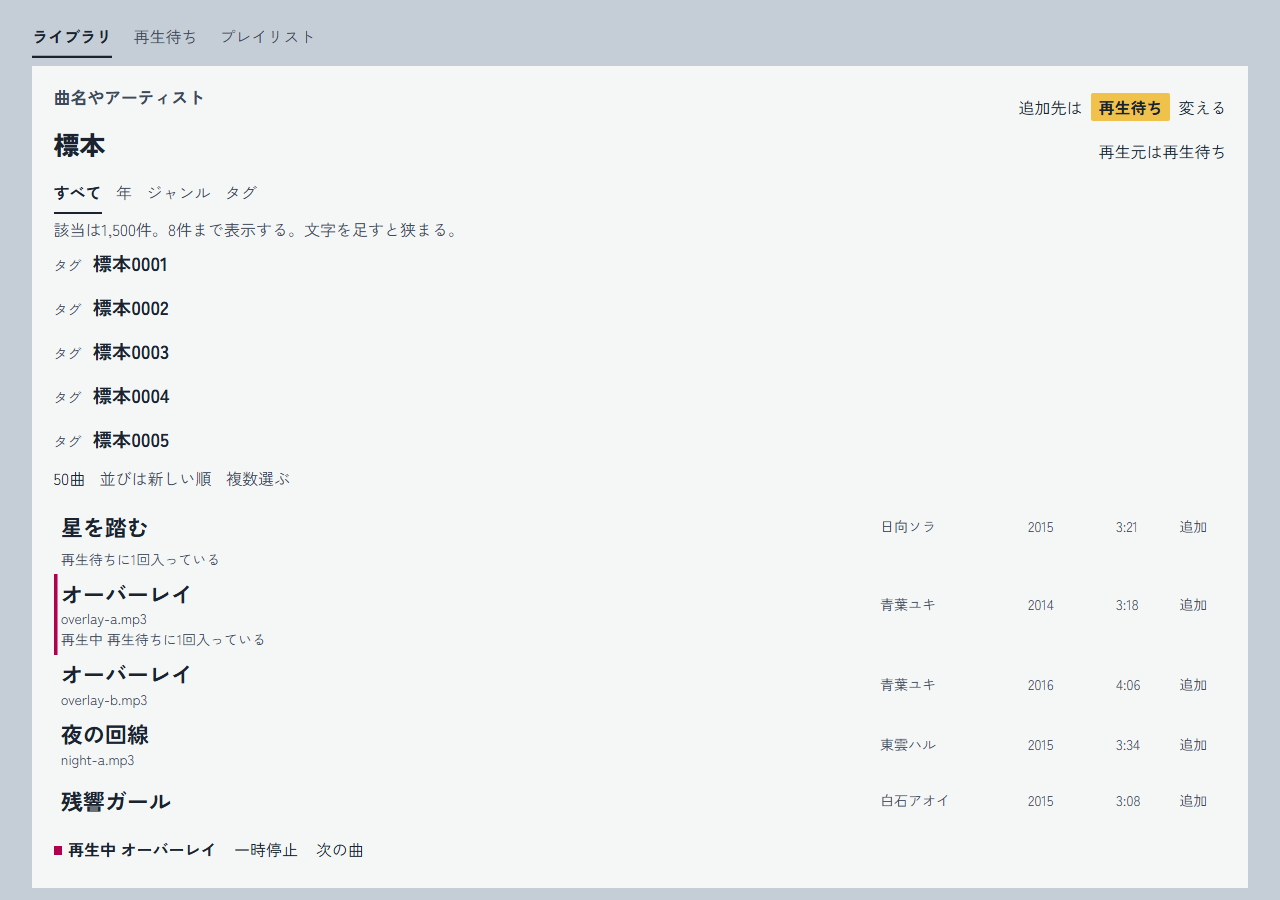 ライブラリ 再生待ち プレイリスト
曲名やアーティスト
追加先は 再生待ち 変える
標本
再生元は再生待ち
すべて 年 ジャンル タグ
該当は1,500件。8件まで表示する。文字を足すと狭まる。
タグ 標本0001
タグ 標本0002
タグ 標本0003
タグ 標本0004
タグ 標本0005
50曲 並びは新しい順 複数選ぶ
星を踏む 日向ソラ 2015 3:21 追加
再生待ちに1回入っている
オーバーレイ 青葉ユキ 2014 3:18 追加
overlay-a.mp3
再生中 再生待ちに1回入っている
オーバーレイ 青葉ユキ 2016 4:06 追加
overlay-b.mp3
夜の回線 東雲ハル 2015 3:34 追加
night-a.mp3
残響ガール 白石アオイ 2015 3:08 追加
再生中 オーバーレイ 一時停止 次の曲